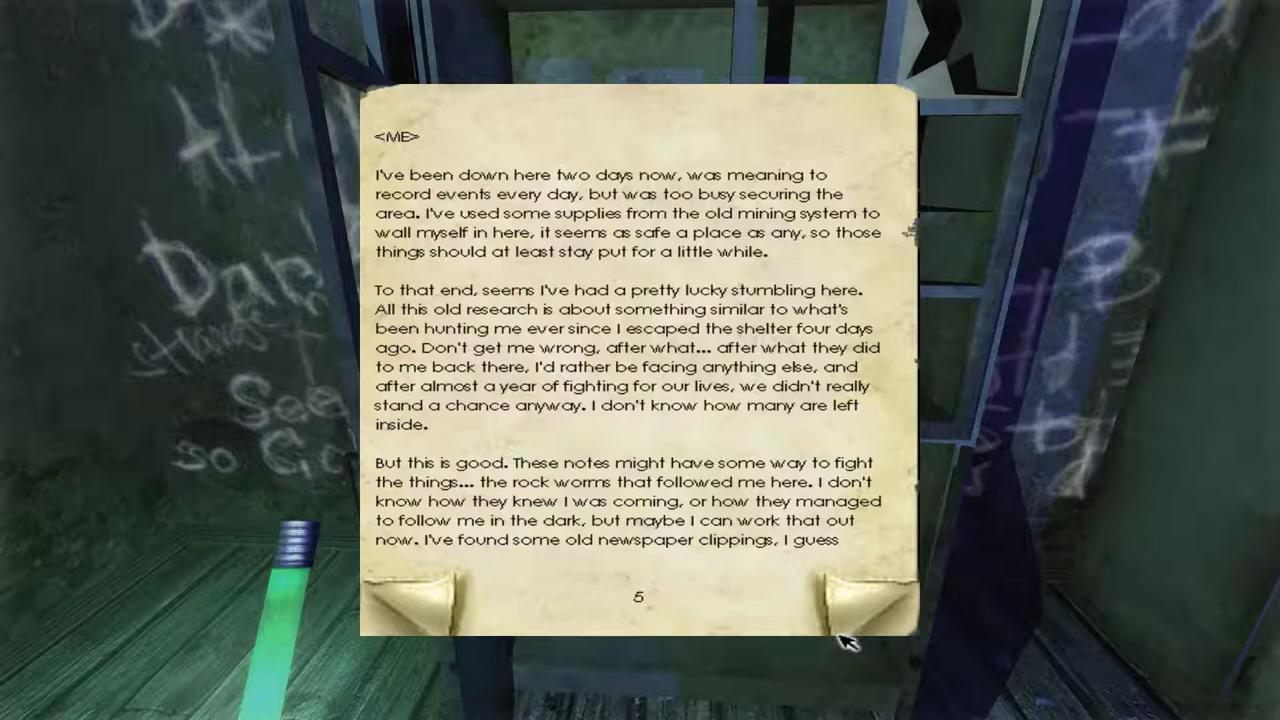 <ME>
I've been down here two days now, was meaning to
record events every day, but was too busy securing the
area. I've used some supplies from the old mining system to
wall myself in here, it seems as safe a place as any, so those
things should at least stay put for a little while.
To that end, seems I've had a pretty lucky stumbling here.
All this old research is about something similar to what's
been hunting me ever since I escaped the shelter four days
ago. Don't get me wrong, after what... after what they did
to me back there, I'd rather be facing anything else, and
after almost a year of fighting for our lives, we didn't really
stand a chance anyway. I don't know how many are left
inside.
But this is good. These notes might have some way to fight
the things... the rock worms that followed me here. I don't
know how they knew I was coming, or how they managed
to follow me in the dark, but maybe I can work that out
now. I've found some old newspaper clippings, I guess
5
See
so